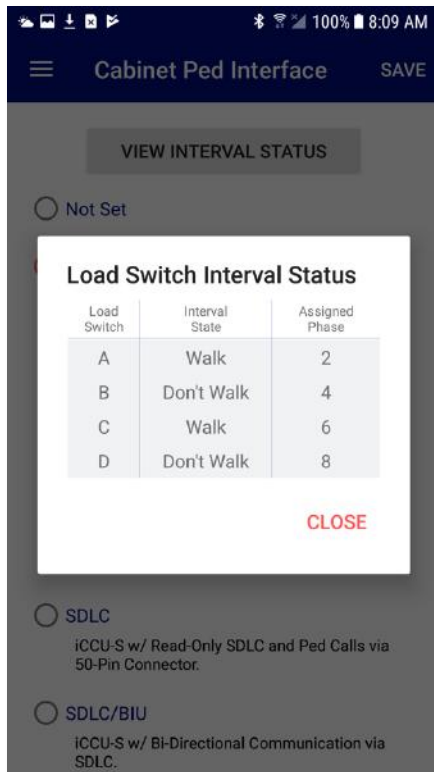 100% 8:09 AM
Cabinet Ped Interface SAVE
VIEW INTERVAL STATUS
Not Set
Load Switch Interval Status
Load Switch Interval State Assigned Phase
A Walk 2
B Don't Walk 4
C Walk 6
D Don't Walk 8
CLOSE
SDLC
iCCU-S w/ Read-Only SDLC and Ped Calls via
50-Pin Connector.
SDLC/BIU
iCCU-S w/ Bi-Directional Communication via
SDLC.